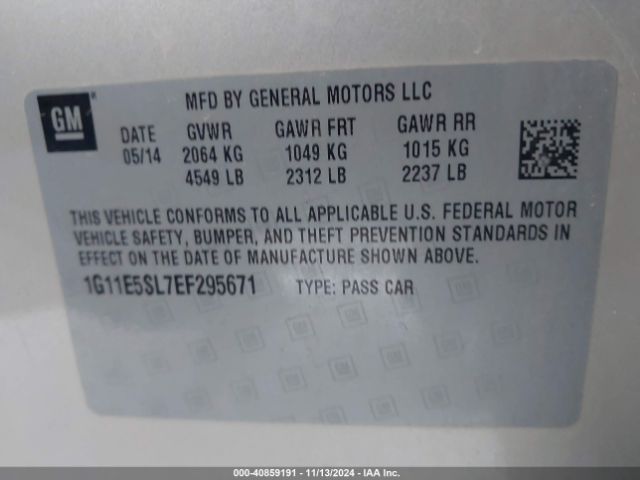 GM
MFD BY GENERAL MOTORS LLC
DATE GVWR GAWR FRT GAWR RR
05/14 2064 KG 1049 KG 1015 KG
4549 LB 2312 LB 2237 LB
THIS VEHICLE CONFORMS TO ALL APPLICABLE U.S. FEDERAL MOTOR
VEHICLE SAFETY, BUMPER, AND THEFT PREVENTION STANDARDS IN
EFFECT ON THE DATE OF MANUFACTURE SHOWN ABOVE.
1G11E5SL7EF295671 TYPE: PASS CAR
000-40859191 - 11/13/2024 - IAA Inc.